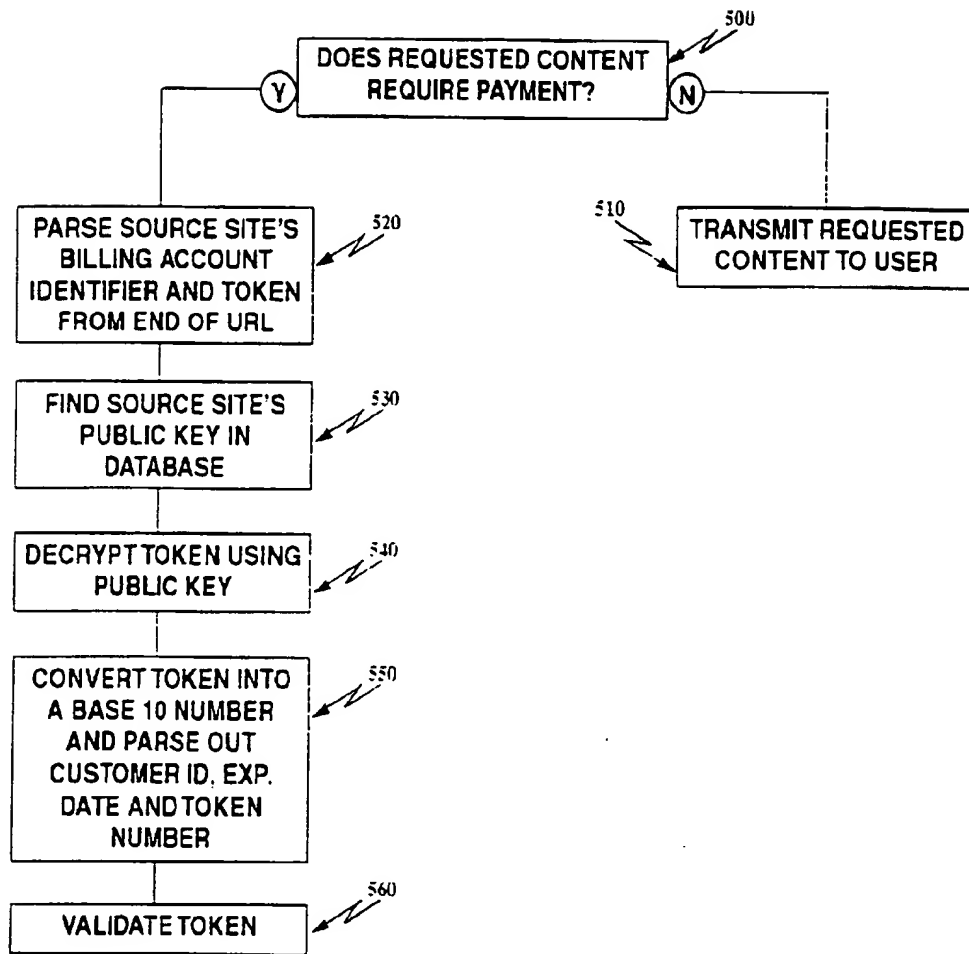 500
DOES REQUESTED CONTENT
REQUIRE PAYMENT?
Y
N
PARSE SOURCE SITE'S
BILLING ACCOUNT
IDENTIFIER AND TOKEN
FROM END OF URL
520
510
TRANSMIT REQUESTED
CONTENT TO USER
FIND SOURCE SITE'S
PUBLIC KEY IN
DATABASE
530
DECRYPT TOKEN USING
PUBLIC KEY
540
CONVERT TOKEN INTO
A BASE 10 NUMBER
AND PARSE OUT
CUSTOMER ID, EXP.
DATE AND TOKEN
NUMBER
550
VALIDATE TOKEN
560